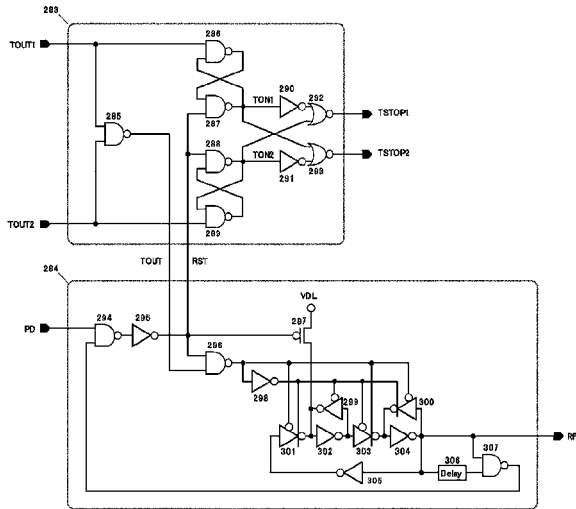 283
TOUT1
286
285
TON1
290
292
TSTOP1
287
288
TON2
291
293
TSTOP2
TOUT2
289
TOUT
RST
284
VDL
PD
294
295
297
296
298
299
300
301
302
303
304
305
306
Delay
307
RF